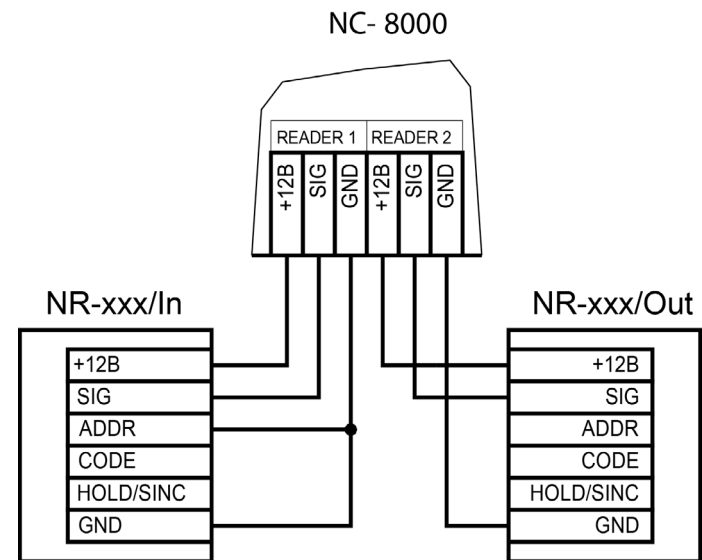 NC- 8000
READER 1 READER 2
+12B SIG GND +12B SIG GND
NR-xxx/In
+12B
SIG
ADDR
CODE
HOLD/SINC
GND
NR-xxx/Out
+12B
SIG
ADDR
CODE
HOLD/SINC
GND